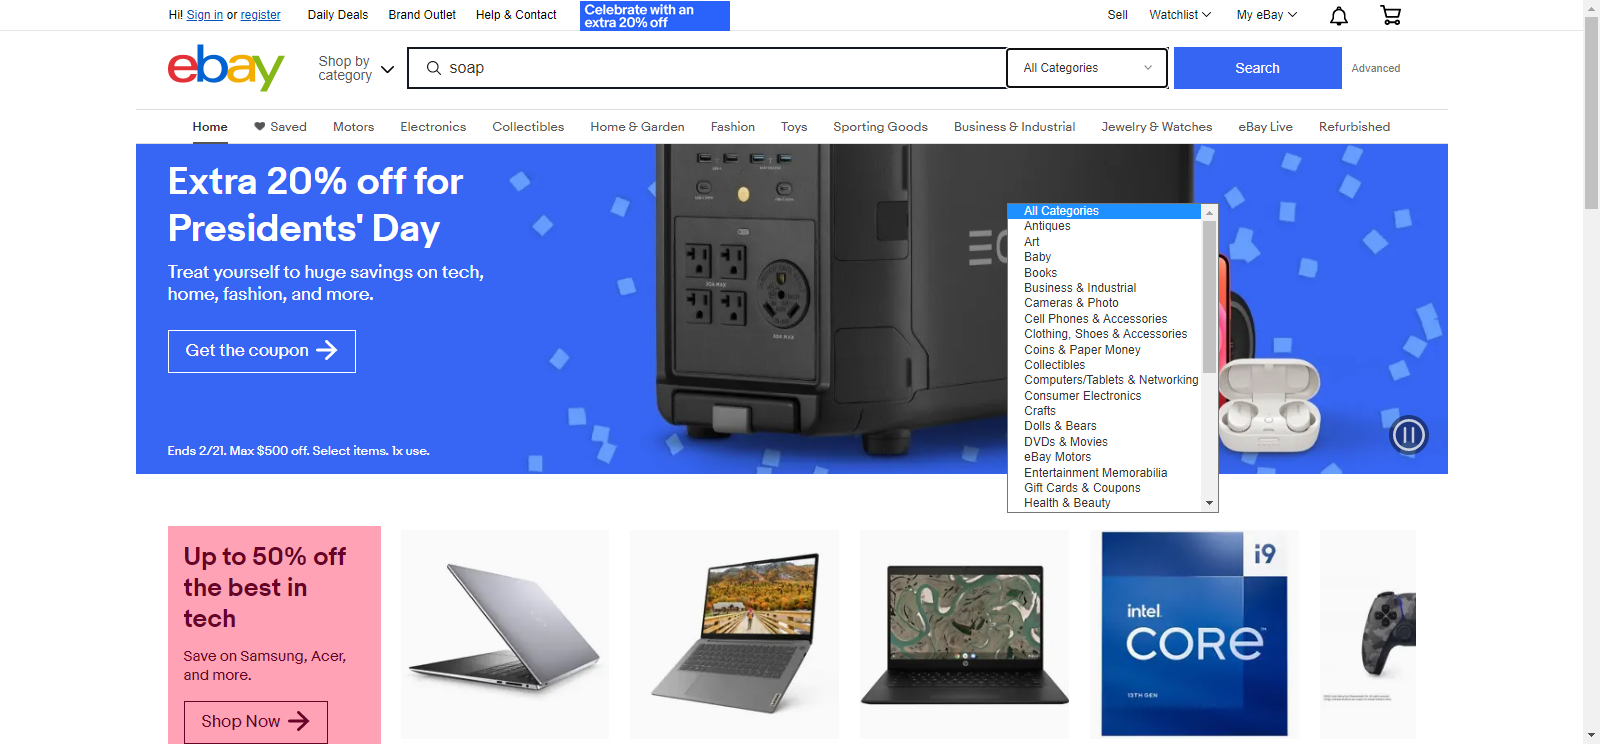 Hi! Sign in or register
Daily Deals
Brand Outlet
Help & Contact
Celebrate with an
extra 20% off
Sell
Watchlist
My eBay
ebay
Shop by
category
soap
All Categories
Search
Advanced
Home
Saved
Motors
Electronics
Collectibles
Home & Garden
Fashion
Toys
Sporting Goods
Business & Industrial
Jewelry & Watches
eBay Live
Refurbished
Extra 20% off for
Presidents' Day
Treat yourself to huge savings on tech,
home, fashion, and more.
Get the coupon
Ends 2/21. Max $500 off. Select items. 1x use.
20A MAX
30A MAX
All Categories
Antiques
Art
Baby
Books
Business & Industrial
Cameras & Photo
Cell Phones & Accessories
Clothing, Shoes & Accessories
Coins & Paper Money
Collectibles
Computers/Tablets & Networking
Consumer Electronics
Crafts
Dolls & Bears
DVDs & Movies
eBay Motors
Entertainment Memorabilia
Gift Cards & Coupons
Health & Beauty
Up to 50% off
the best in
tech
Save on Samsung, Acer,
and more.
Shop Now
i9
intel.
CORE™
13TH GEN